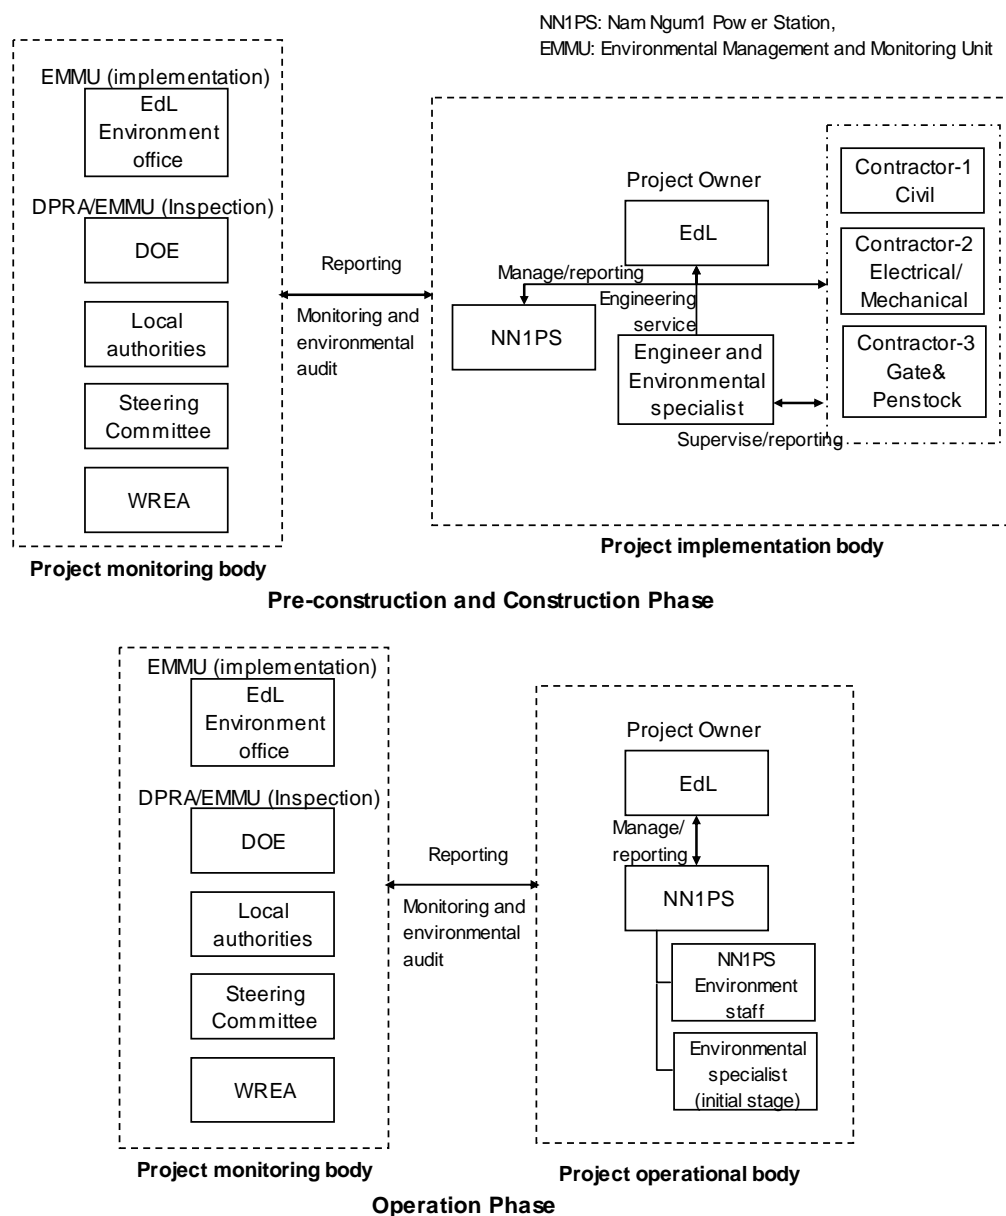 NN1PS: Nam Ngum1 Power Station,
EMMU: Environmental Management and Monitoring Unit
EMMU (implementation)
EdL
Environment
office
DPRA/EMMU (Inspection)
DOE
Local
authorities
Steering
Committee
WREA
Project monitoring body
Reporting
Monitoring and
environmental
audit
Project Owner
EdL
Manage/reporting
Engineering
service
NN1PS
Engineer and
Environmental
specialist
Supervise/reporting
Contractor-1
Civil
Contractor-2
Electrical/
Mechanical
Contractor-3
Gate&
Penstock
Project implementation body
Pre-construction and Construction Phase
EMMU (implementation)
EdL
Environment
office
DPRA/EMMU (Inspection)
DOE
Local
authorities
Steering
Committee
WREA
Project monitoring body
Reporting
Monitoring and
environmental
audit
Project Owner
EdL
Manage/
reporting
NN1PS
NN1PS
Environment
staff
Environmental
specialist
(initial stage)
Project operational body
Operation Phase